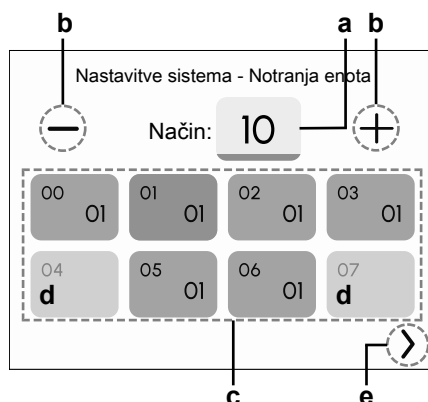 b a b
Nastavitve sistema - Notranja enota
Način: 10
00 01 02 03
01 01 01 01
04 05 06 07
d 01 01 d
c e